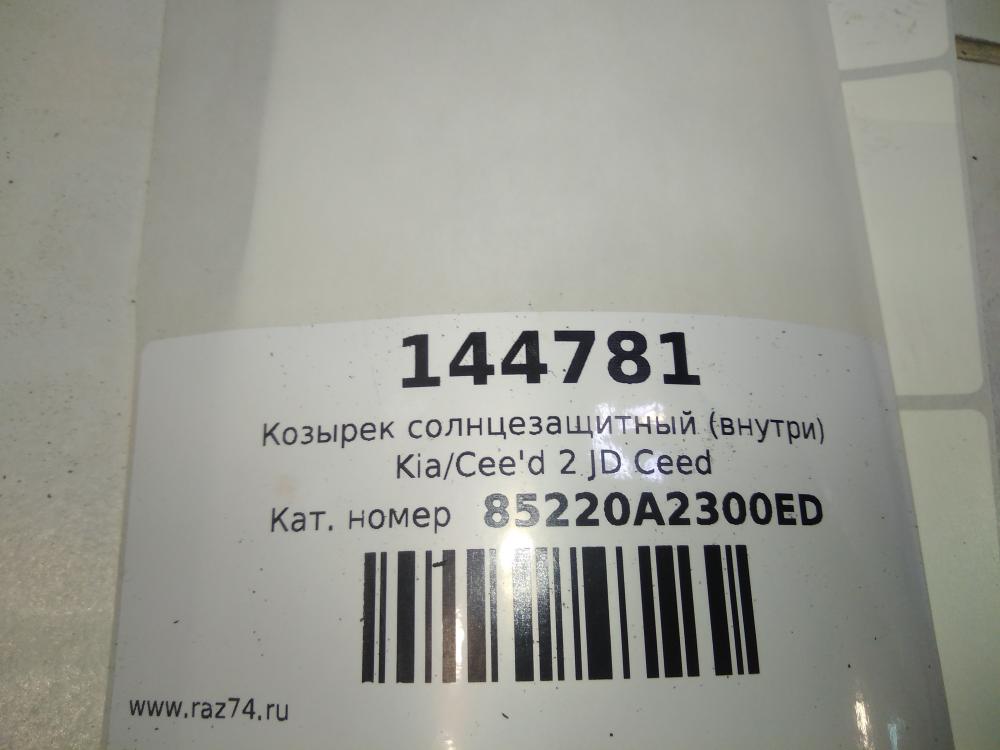 144781
Козырек солнцезащитный (внутри)
Kia/Cee'd 2 JD Ceed
Кат. номер 85220A2300ED
www.raz74.ru